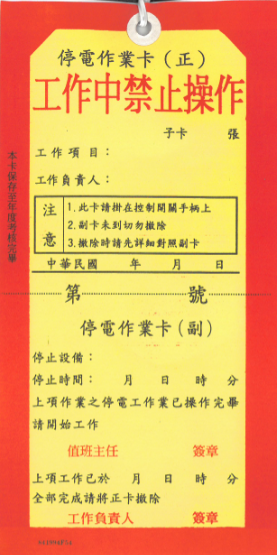 停電作業卡（正）
工作中禁止操作
子卡 張
工作項目：
工作負責人：
注意
1.此卡請掛在控制開關手柄上
2.副卡未到切勿撤除
3.撤除時請先詳細對照副卡
中華民國 年 月 日
第 號
停電作業卡（副）
停止設備：
停止時間： 月 日 時 分
上項作業之停電工作業已操作完畢
請開始工作
值班主任 簽章
上項工作已於 月 日 時 分
全部完成請將正卡撤除
工作負責人 簽章
本卡保存至年度考核完畢